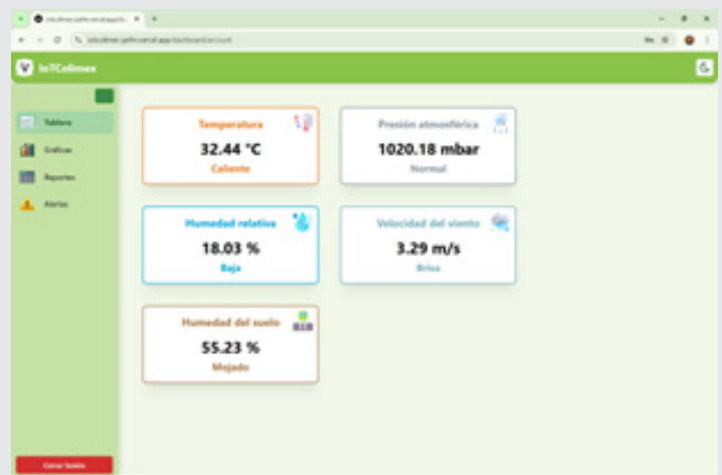 IoTColimex
Tablero
Gráficas
Reportes
Alertas
Cerrar Sesión
Temperatura
32.44 °C
Caliente
Presión atmosférica
1020.18 mbar
Normal
Humedad relativa
18.03 %
Baja
Velocidad del viento
3.29 m/s
Brisa
Humedad del suelo
55.23 %
Mojado